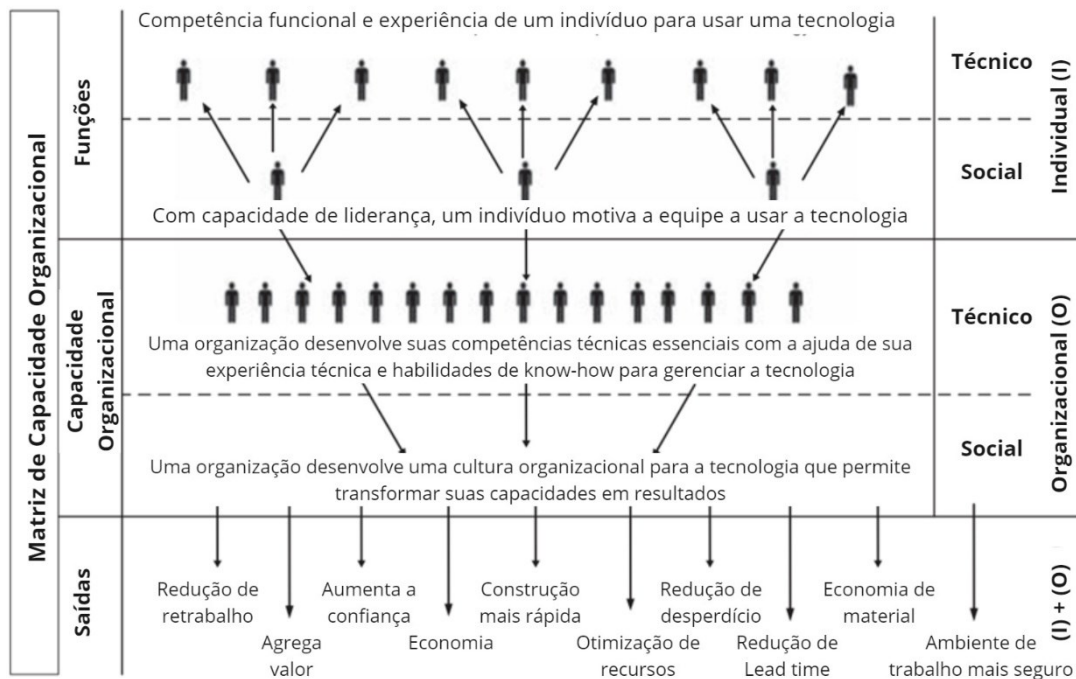 Matriz de Capacidade Organizacional
Funções
Competência funcional e experiência de um indivíduo para usar uma tecnologia
Técnico
Individual (I)
Social
Com capacidade de liderança, um indivíduo motiva a equipe a usar a tecnologia
Capacidade
Organizacional
Técnico
Organizacional (O)
Uma organização desenvolve suas competências técnicas essenciais com a ajuda de sua
experiência técnica e habilidades de know-how para gerenciar a tecnologia
Social
Uma organização desenvolve uma cultura organizacional para a tecnologia que permite
transformar suas capacidades em resultados
Saídas
(I) + (O)
Redução de
retrabalho
Agrega
valor
Aumenta a
confiança
Economia
Construção
mais rápida
Otimização de
recursos
Redução de
desperdício
Redução de
Lead time
Economia de
material
Ambiente de
trabalho mais seguro